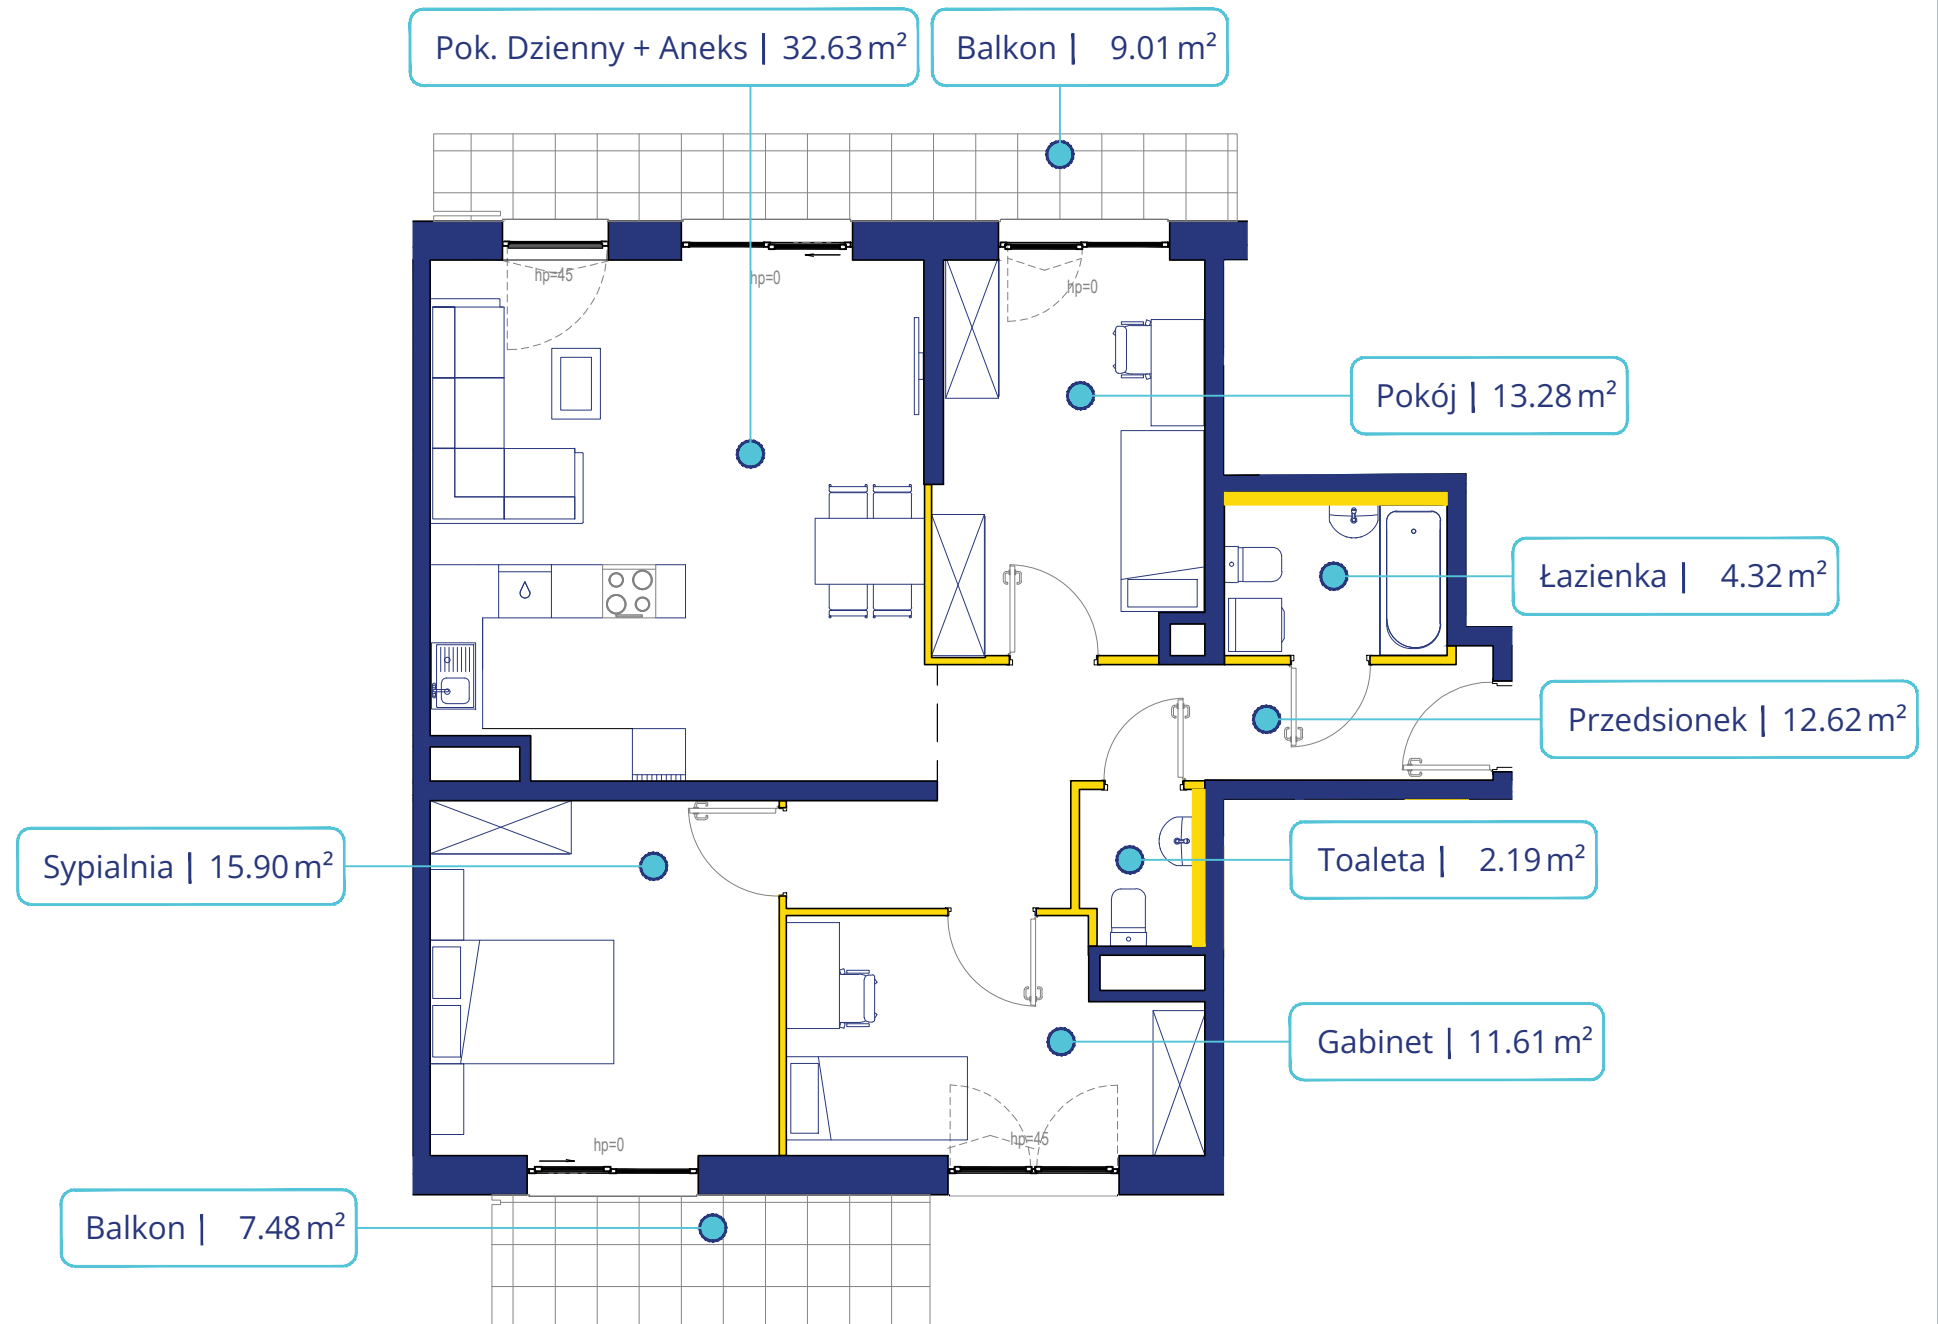 Pok. Dzienny + Aneks | 32.63 m²
Balkon | 9.01 m²
hp=45
hp=0
hp=0
Pokój | 13.28 m²
Łazienka | 4.32 m²
Przedsionek | 12.62 m²
Sypialnia | 15.90 m²
Toaleta | 2.19 m²
Gabinet | 11.61 m²
hp=0
hp=45
Balkon | 7.48 m²